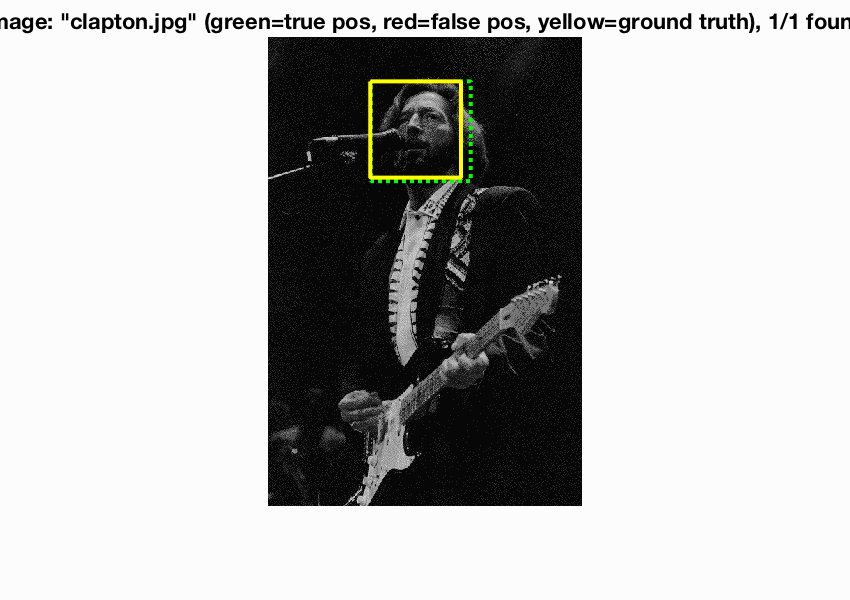 mage: "clapton.jpg" (green=true pos, red=false pos, yellow=ground truth), 1/1 foun